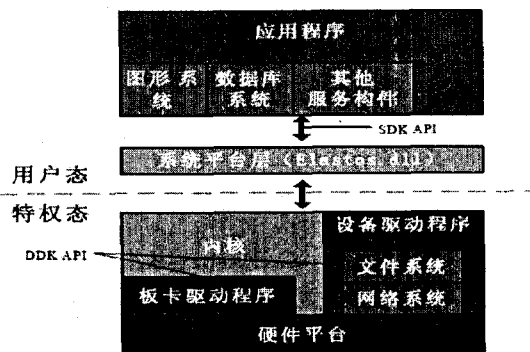 应用程序
图形系统
数据库系统
其他
服务构件
SDK API
系统平台层（Elastos dll）
用户态
特权态
内核
设备驱动程序
DDK API
文件系统
板卡驱动程序
网络系统
硬件平台